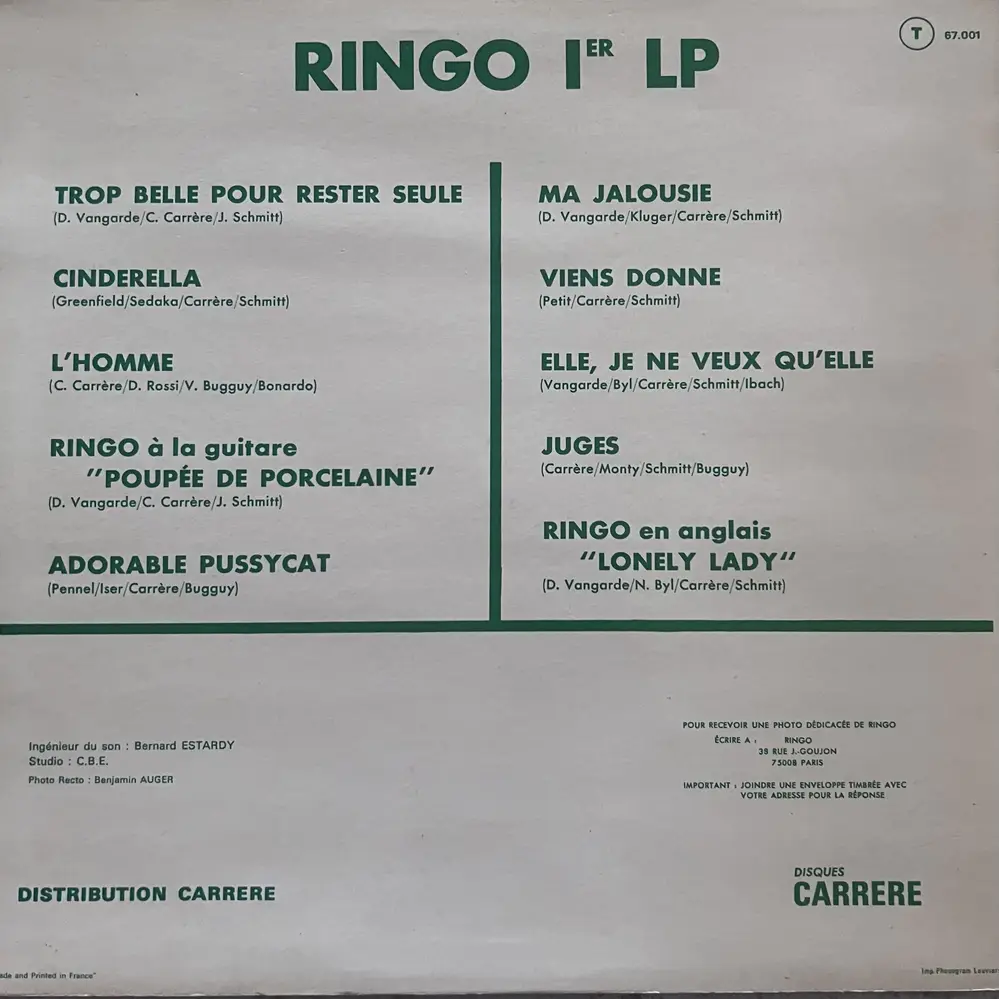 RINGO 1ER LP
T 67.001
TROP BELLE POUR RESTER SEULE
(D. Vangarde/C. Carrère/J. Schmitt)
CINDERELLA
(Greenfield/Sedaka/Carrère/Schmitt)
L'HOMME
(C. Carrère/D. Rossi/V. Bugguy/Bonardo)
RINGO à la guitare
"POUPÉE DE PORCELAINE"
(D. Vangarde/C. Carrère/J. Schmitt)
ADORABLE PUSSYCAT
(Pennel/Iser/Carrère/Bugguy)
MA JALOUSIE
(D. Vangarde/Kluger/Carrère/Schmitt)
VIENS DONNE
(Petit/Carrère/Schmitt)
ELLE, JE NE VEUX QU'ELLE
(Vangarde/Byl/Carrère/Schmitt/Ibach)
JUGES
(Carrère/Monty/Schmitt/Bugguy)
RINGO en anglais
"LONELY LADY"
(D. Vangarde/N. Byl/Carrère/Schmitt)
Ingénieur du son : Bernard ESTARDY
Studio : C.B.E.
Photo Recto : Benjamin AUGER
POUR RECEVOIR UNE PHOTO DÉDICACÉE DE RINGO
ÉCRIRE A : RINGO
39 RUE J.-GOUJON
75008 PARIS
IMPORTANT : JOINDRE UNE ENVELOPPE TIMBRÉE AVEC
VOTRE ADRESSE POUR LA RÉPONSE
DISTRIBUTION CARRERE
DISQUES
CARRERE
and Printed in France"
Imp. Phonogram